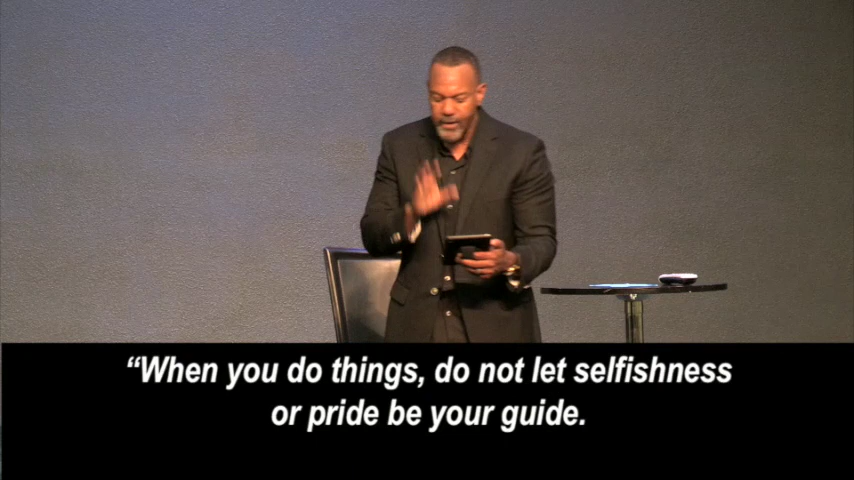 “When you do things, do not let selfishness
or pride be your guide.